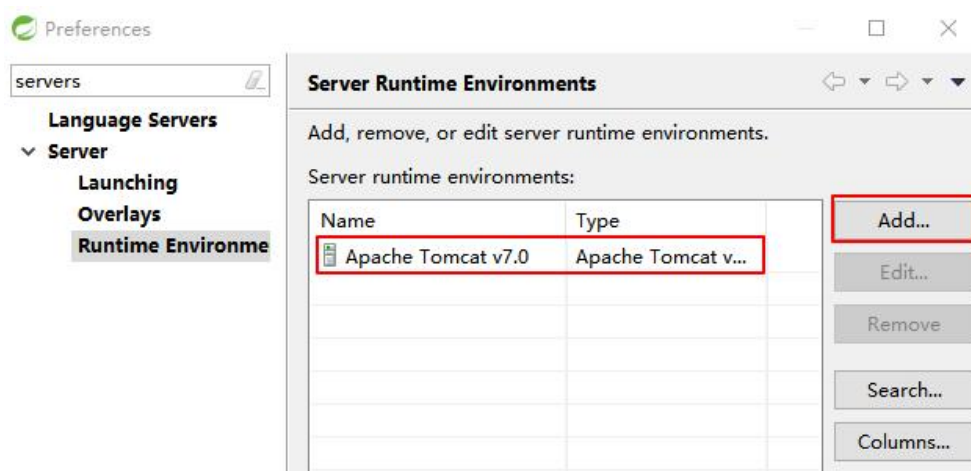 Preferences
servers
Language Servers
Server
Launching
Overlays
Runtime Environme
Server Runtime Environments
Add, remove, or edit server runtime environments.
Server runtime environments:
Name Type
Apache Tomcat v7.0 Apache Tomcat v...
Add...
Edit...
Remove
Search...
Columns...